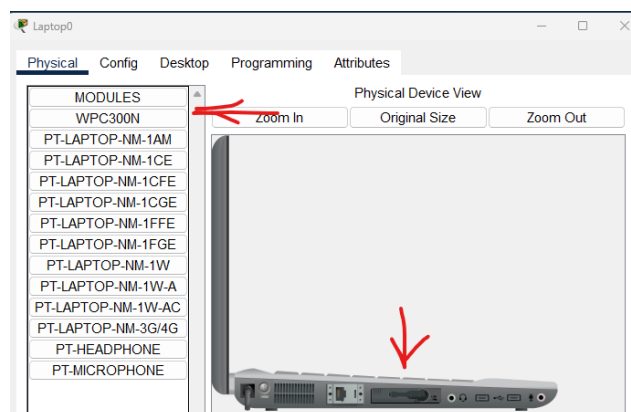 Laptop0
Physical Config Desktop Programming Attributes
MODULES
WPC300N
PT-LAPTOP-NM-1AM
PT-LAPTOP-NM-1CE
PT-LAPTOP-NM-1CFE
PT-LAPTOP-NM-1CGE
PT-LAPTOP-NM-1FFE
PT-LAPTOP-NM-1FGE
PT-LAPTOP-NM-1W
PT-LAPTOP-NM-1W-A
PT-LAPTOP-NM-1W-AC
PT-LAPTOP-NM-3G/4G
PT-HEADPHONE
PT-MICROPHONE
Physical Device View
Zoom In Original Size Zoom Out